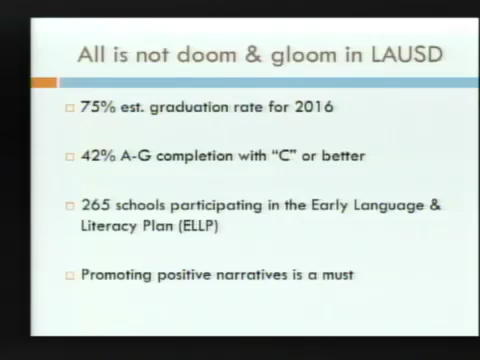 All is not doom & gloom in LAUSD
75% est. graduation rate for 2016
42% A-G completion with “C” or better
265 schools participating in the Early Language &
Literacy Plan (ELLP)
Promoting positive narratives is a must